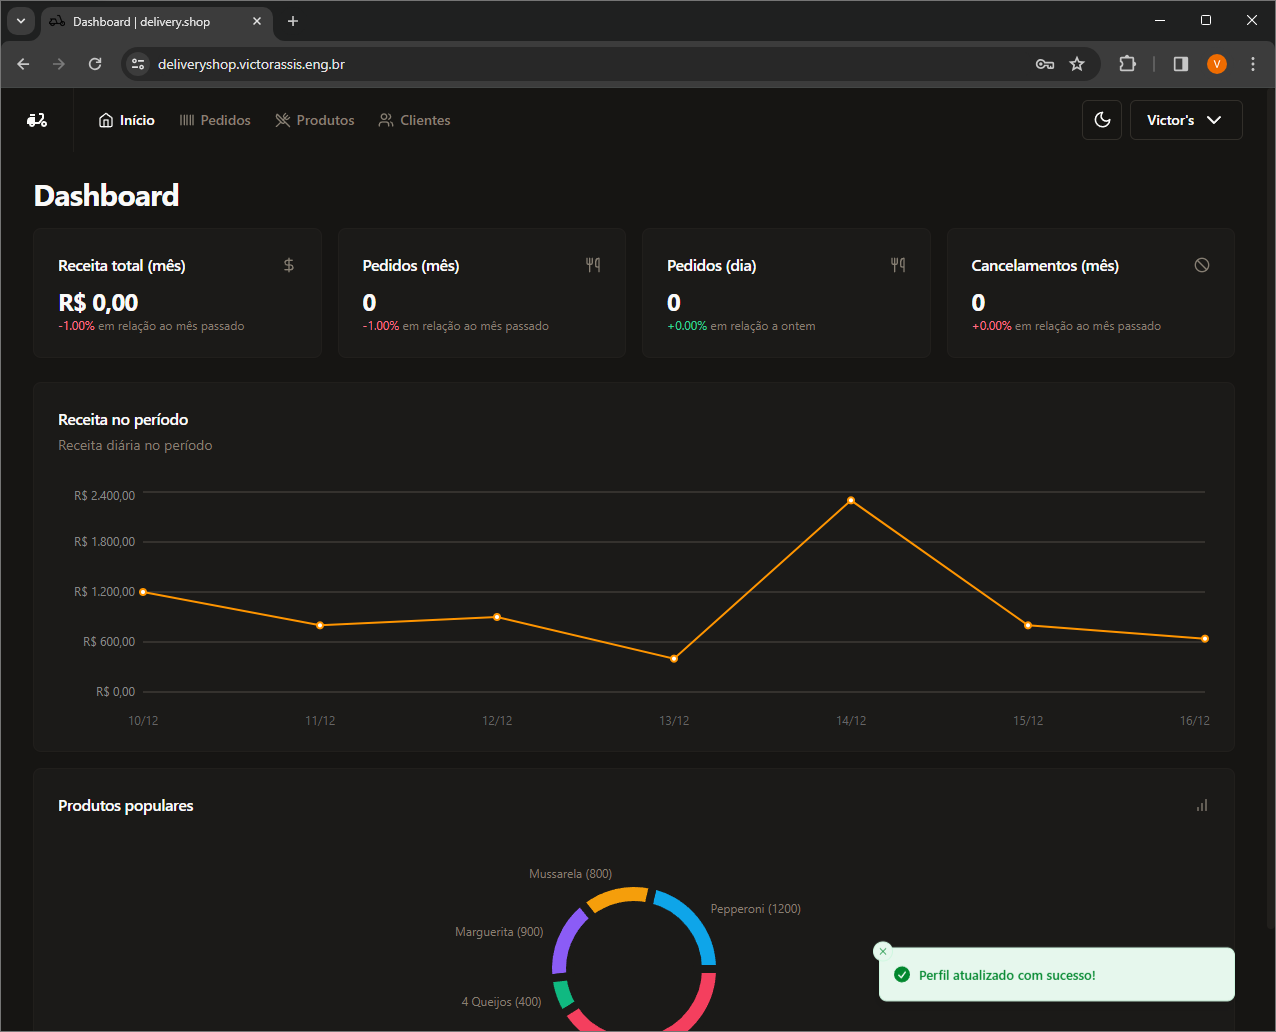 Dashboard | delivery.shop
deliveryshop.victorassis.eng.br
V
Início
Pedidos
Produtos
Clientes
Victor's
Dashboard
Receita total (mês)
R$ 0,00
-1.00% em relação ao mês passado
Pedidos (mês)
0
-1.00% em relação ao mês passado
Pedidos (dia)
0
+0.00% em relação a ontem
Cancelamentos (mês)
0
+0.00% em relação ao mês passado
Receita no período
Receita diária no período
R$ 2.400,00
R$ 1.800,00
R$ 1.200,00
R$ 600,00
R$ 0,00
10/12
11/12
12/12
13/12
14/12
15/12
16/12
Produtos populares
Mussarela (800)
Pepperoni (1200)
Marguerita (900)
4 Queijos (400)
Perfil atualizado com sucesso!